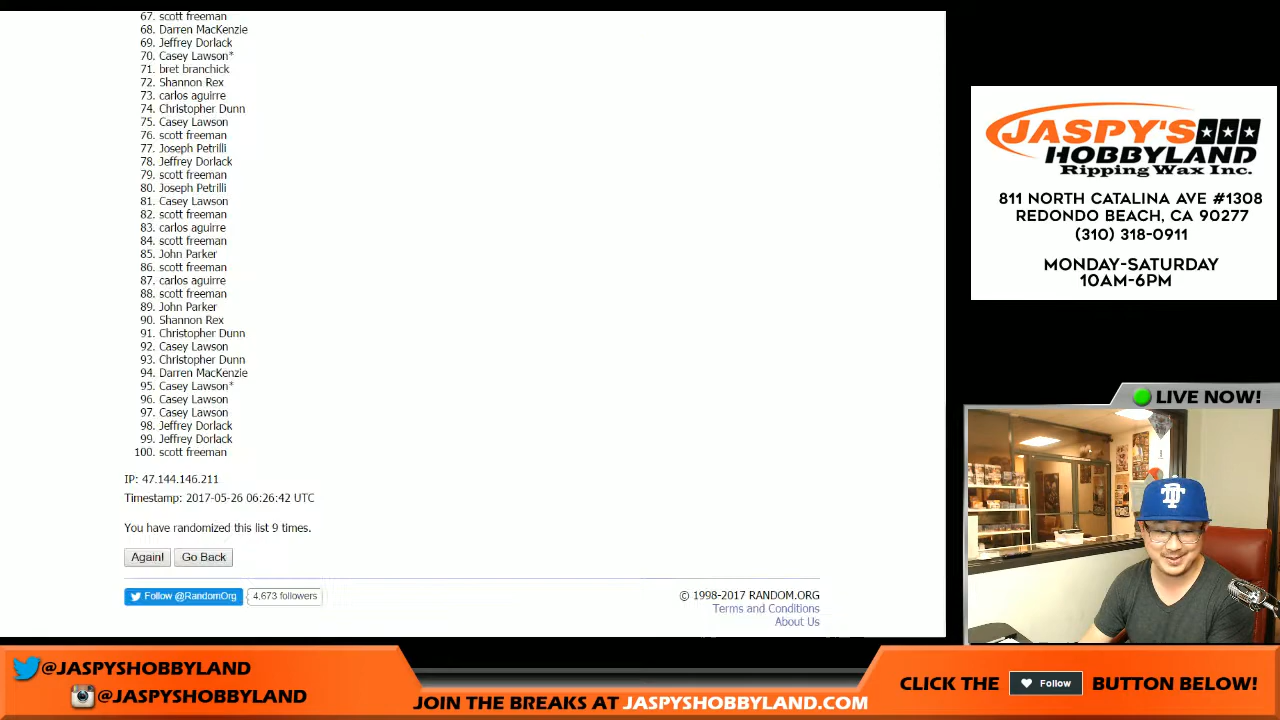 67. scott freeman
68. Darren MacKenzie
69. Jeffrey Dorlack
70. Casey Lawson*
71. bret branchick
72. Shannon Rex
73. carlos aguirre
74. Christopher Dunn
75. Casey Lawson
76. scott freeman
77. Joseph Petrilli
78. Jeffrey Dorlack
79. scott freeman
80. Joseph Petrilli
81. Casey Lawson
82. scott freeman
83. carlos aguirre
84. scott freeman
85. John Parker
86. scott freeman
87. carlos aguirre
88. scott freeman
89. John Parker
90. Shannon Rex
91. Christopher Dunn
92. Casey Lawson
93. Christopher Dunn
94. Darren MacKenzie
95. Casey Lawson*
96. Casey Lawson
97. Casey Lawson
98. Jeffrey Dorlack
99. Jeffrey Dorlack
100. scott freeman
IP: 47.144.146.211
Timestamp: 2017-05-26 06:26:42 UTC
You have randomized this list 9 times.
Again! Go Back
Follow @RandomOrg 4,673 followers
© 1998-2017 RANDOM.ORG
Terms and Conditions
About Us
JASPY'S
HOBBYLAND
Ripping Wax Inc.
811 NORTH CATALINA AVE #1308
REDONDO BEACH, CA 90277
(310) 318-0911
MONDAY-SATURDAY
10AM-6PM
LIVE NOW!
@JASPYSHOBBYLAND
@JASPYSHOBBYLAND
JOIN THE BREAKS AT JASPYSHOBBYLAND.COM
CLICK THE Follow BUTTON BELOW!